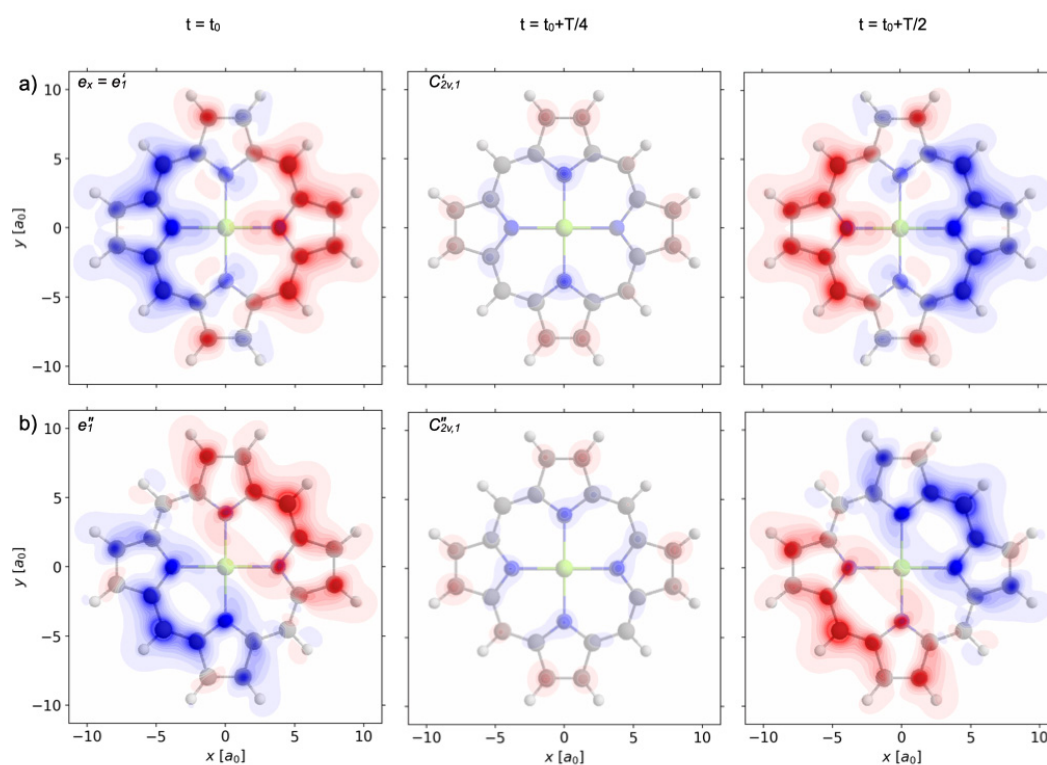 t = t₀ t = t₀+T/4 t = t₀+T/2
a) eₓ = e₁' C'₂ᵥ,₁
10
5
0
−5
−10
y [a₀]
b) e₁'' C''₂ᵥ,₁
10
5
0
−5
−10
y [a₀]
−10 −5 0 5 10 −10 −5 0 5 10 −10 −5 0 5 10
x [a₀] x [a₀] x [a₀]